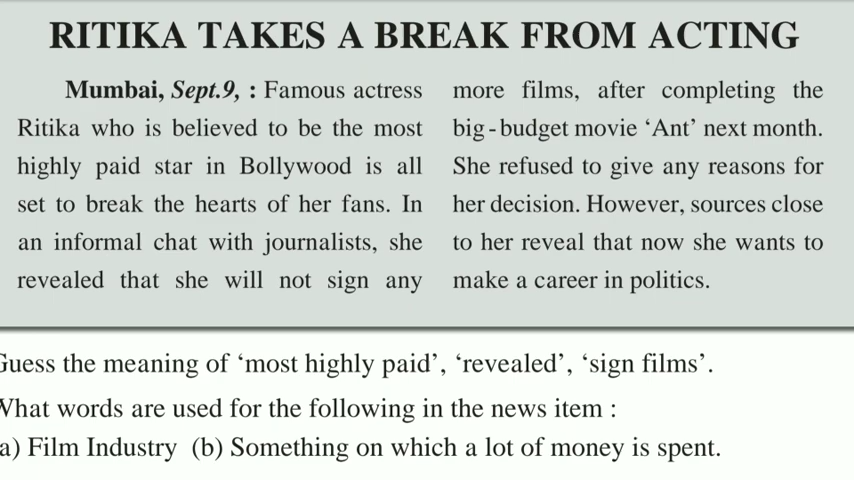 RITIKA TAKES A BREAK FROM ACTING
Mumbai, Sept.9, : Famous actress
Ritika who is believed to be the most
highly paid star in Bollywood is all
set to break the hearts of her fans. In
an informal chat with journalists, she
revealed that she will not sign any
more films, after completing the
big-budget movie ‘Ant’ next month.
She refused to give any reasons for
her decision. However, sources close
to her reveal that now she wants to
make a career in politics.
Guess the meaning of ‘most highly paid’, ‘revealed’, ‘sign films’.
What words are used for the following in the news item :
a) Film Industry (b) Something on which a lot of money is spent.